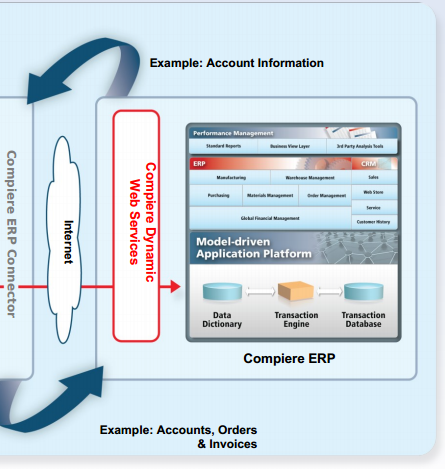 Example: Account Information
Compiere ERP Connector
Internet
Compiere Dynamic
Web Services
Performance Management
Standard Reports
Business View Layer
3rd Party Analysis Tools
ERP
CRM
Manufacturing
Warehouse Management
Sales
Purchasing
Materials Management
Order Management
Web Store
Service
Global Financial Management
Customer History
Model-driven
Application Platform
Data
Dictionary
Transaction
Engine
Transaction
Database
Compiere ERP
Example: Accounts, Orders
& Invoices